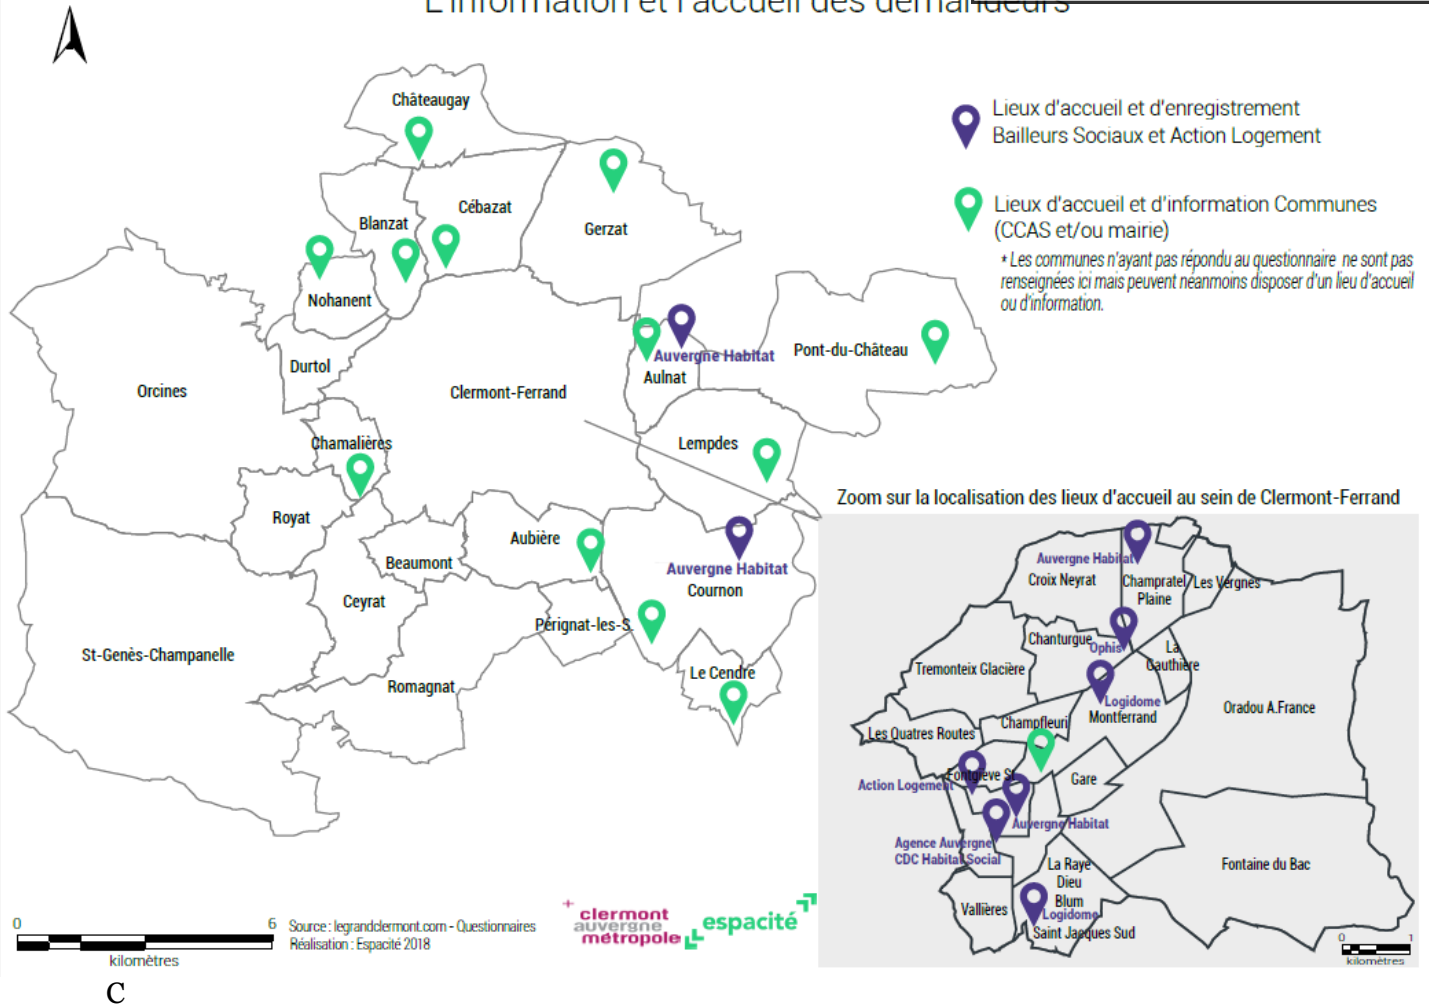 L'information et l'accueil des demandeurs
Châteaugay
Lieux d'accueil et d'enregistrement
Bailleurs Sociaux et Action Logement
Lieux d'accueil et d'information Communes
(CCAS et/ou mairie)
* Les communes n'ayant pas répondu au questionnaire ne sont pas
renseignées ici mais peuvent néanmoins disposer d'un lieu d'accueil
ou d'information.
Cébazat
Blanzat
Gerzat
Nohanent
Auvergne Habitat
Pont-du-Château
Aulnat
Durtol
Orcines
Clermont-Ferrand
Chamalières
Lempdes
Royat
Aubière
Beaumont
Auvergne Habitat
Cournon
Ceyrat
Pérignat-les-S.
St-Genès-Champanelle
Le Cendre
Romagnat
Zoom sur la localisation des lieux d'accueil au sein de Clermont-Ferrand
Auvergne Habitat
Croix Neyrat
Champratel
Plaine
Les Vergnes
Chanturgue
Ophis
La
Gauthière
Tremonteix Glacière
Logidome
Montferrand
Oradou A.France
Champfleuri
Les Quatres Routes
Fontgieve St
Gare
Action Logement
Auvergne Habitat
Agence Auvergne
CDC Habitat Social
La Raye
Dieu
Blum
Fontaine du Bac
Vallières
Logidome
Saint Jacques Sud
0 1
kilomètres
0 6
kilomètres
Source : legrandclermont.com - Questionnaires
Réalisation : Espacité 2018
clermont
auvergne
métropole
espacité
C